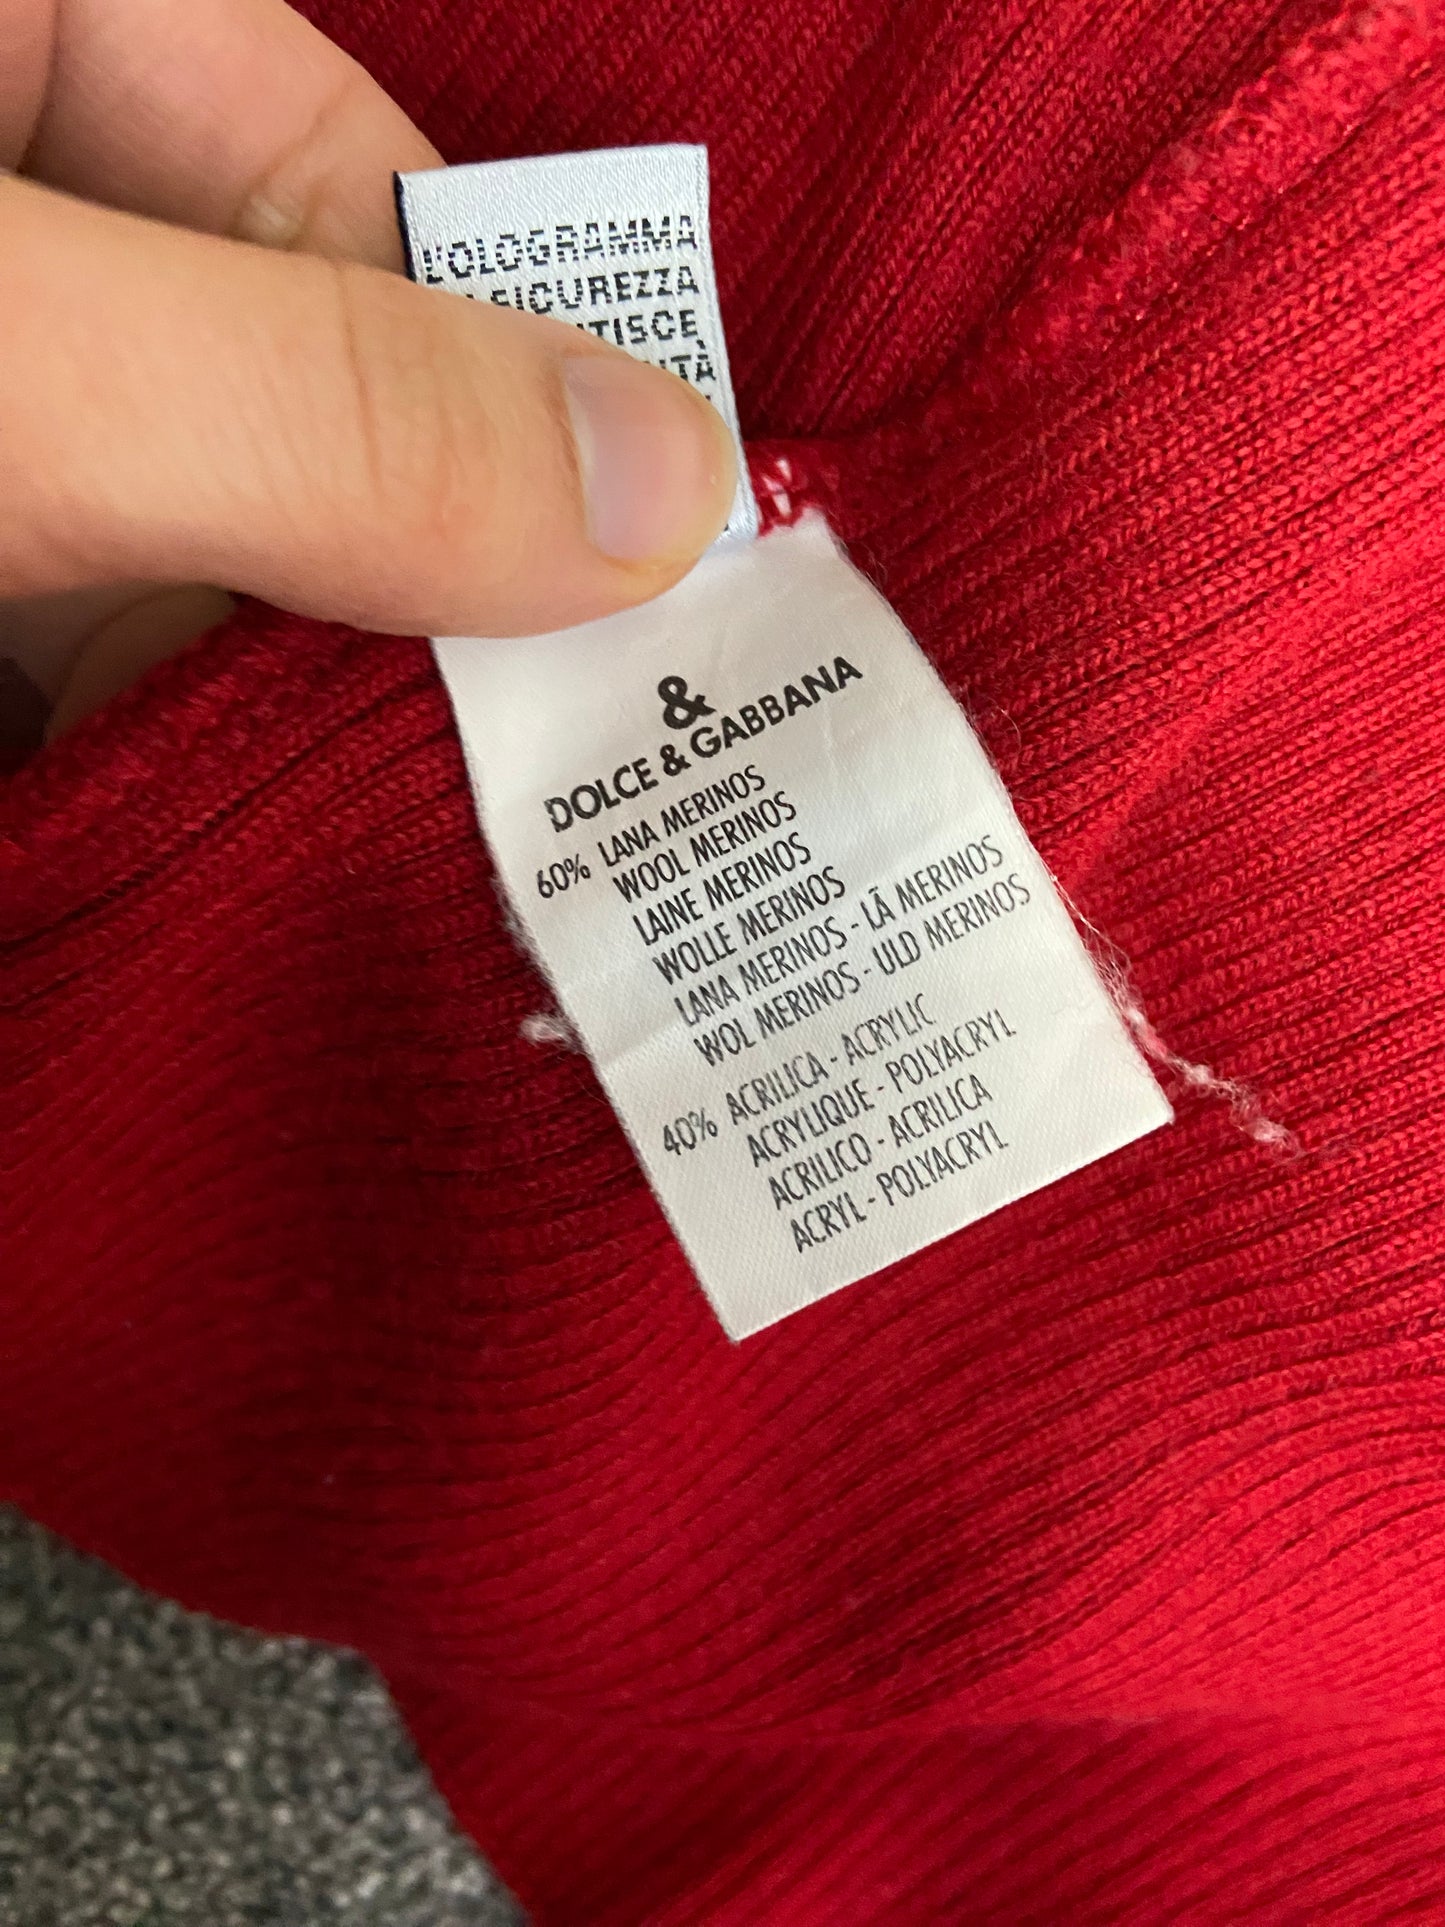 L'OLOGRAMMA
SICUREZZA
&
DOLCE & GABBANA
60% LANA MERINOS
WOOL MERINOS
LAINE MERINOS
WOLLE MERINOS
LANA MERINOS - LÃ MERINOS
WOL MERINOS - ULD MERINOS
40% ACRILICA - ACRYLIC
ACRYLIQUE - POLYACRYL
ACRILICO - ACRILICA
ACRYL - POLYACRYL